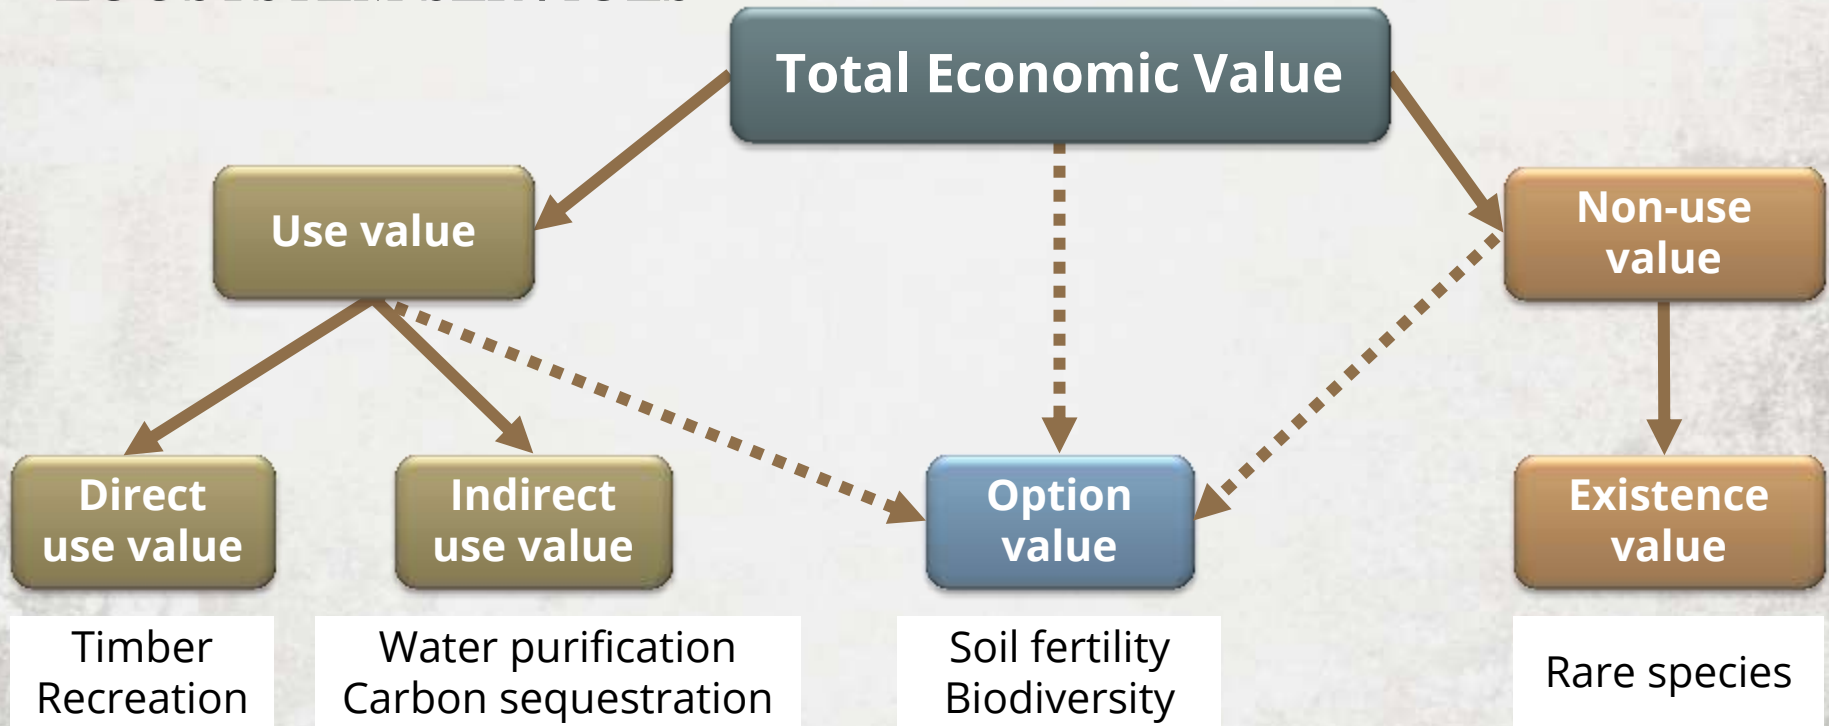 Total Economic Value
Use value
Non-use
value
Direct
use value
Indirect
use value
Option
value
Existence
value
Timber
Recreation
Water purification
Carbon sequestration
Soil fertility
Biodiversity
Rare species